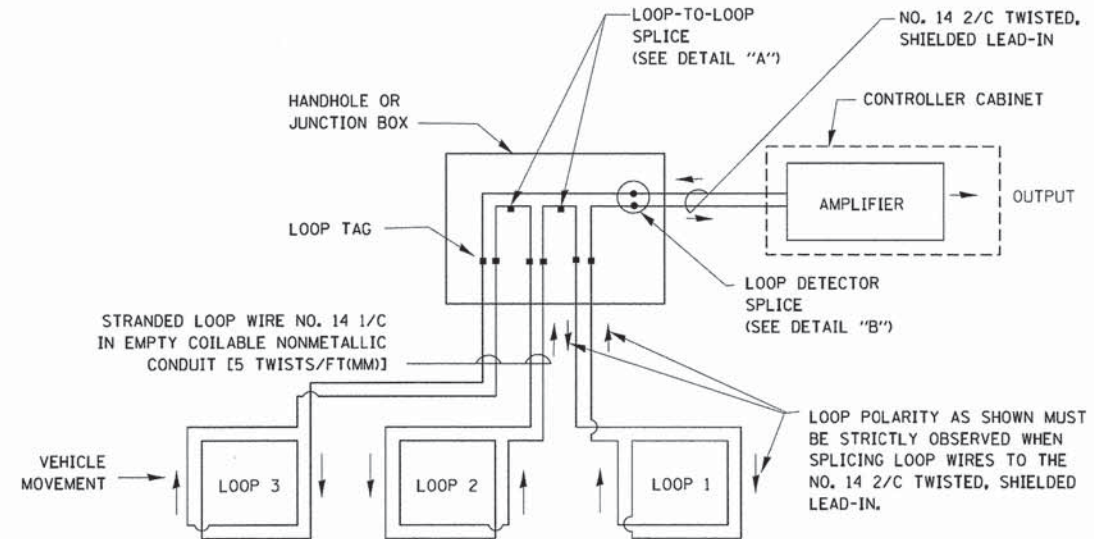 LOOP-TO-LOOP
SPLICE
(SEE DETAIL "A")
NO. 14 2/C TWISTED,
SHIELDED LEAD-IN
HANDHOLE OR
JUNCTION BOX
CONTROLLER CABINET
AMPLIFIER
OUTPUT
LOOP TAG
LOOP DETECTOR
SPLICE
(SEE DETAIL "B")
STRANDED LOOP WIRE NO. 14 1/C
IN EMPTY COILABLE NONMETALLIC
CONDUIT [5 TWISTS/FT(MM)]
LOOP POLARITY AS SHOWN MUST
BE STRICTLY OBSERVED WHEN
SPLICING LOOP WIRES TO THE
NO. 14 2/C TWISTED, SHIELDED
LEAD-IN.
VEHICLE
MOVEMENT
LOOP 3
LOOP 2
LOOP 1